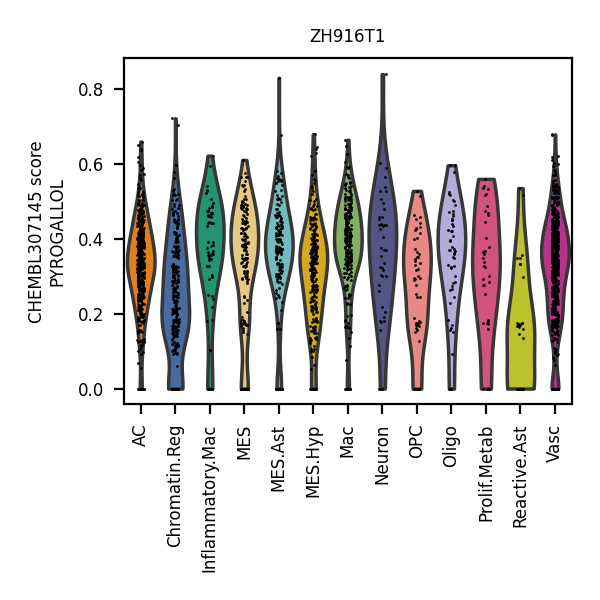 ZH916T1
CHEMBL307145 score
PYROGALLOL
0.8
0.6
0.4
0.2
0.0
AC
Chromatin.Reg
Inflammatory.Mac
MES
MES.Ast
MES.Hyp
Mac
Neuron
OPC
Oligo
Prolif.Metab
Reactive.Ast
Vasc